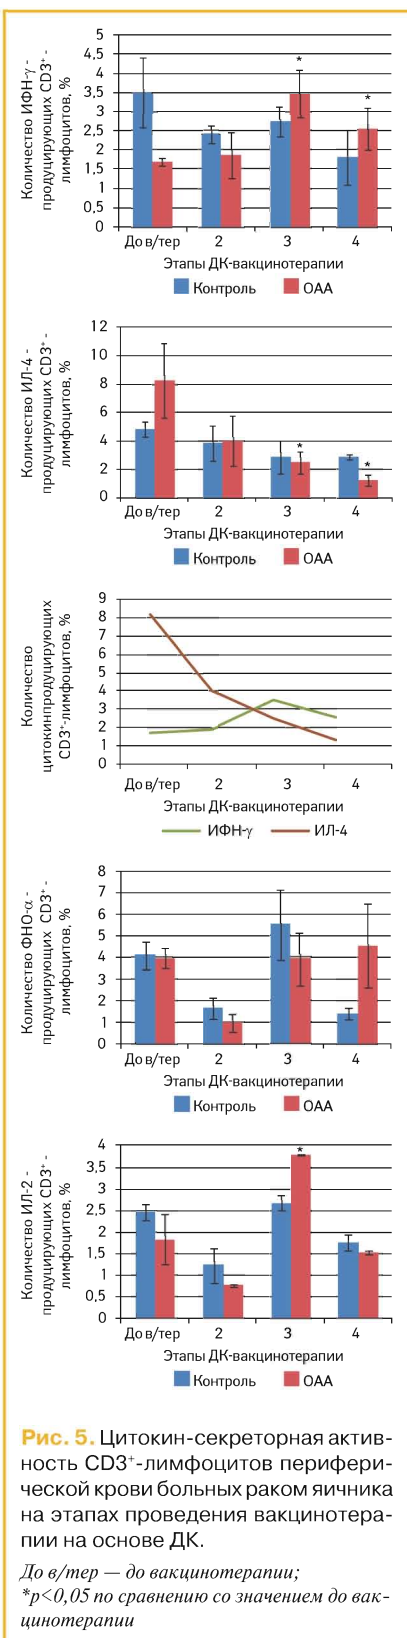 Количество ИФН-γ -
продуцирующих CD3⁺ -
лимфоцитов, %
4,5
4
3,5
3
2,5
2
1,5
1
0,5
0
*
*
До в/тер 2 3 4
Этапы ДК-вакцинотерапии
Контроль ОАА
Количество ИЛ-4 -
продуцирующих CD3⁺ -
лимфоцитов, %
12
10
8
6
4
2
0
*
*
До в/тер 2 3 4
Этапы ДК-вакцинотерапии
Контроль ОАА
Количество
цитокинпродуцирующих
CD3⁺-лимфоцитов, %
9
8
7
6
5
4
3
2
1
0
До в/тер 2 3 4
Этапы ДК-вакцинотерапии
ИФН-γ ИЛ-4
Количество ФНО-α -
продуцирующих CD3⁺ -
лимфоцитов, %
8
7
6
5
4
3
2
1
0
До в/тер 2 3 4
Этапы ДК-вакцинотерапии
Контроль ОАА
Количество ИЛ-2 -
продуцирующих CD3⁺ -
лимфоцитов, %
4
3,5
3
2,5
2
1,5
1
0,5
0
*
До в/тер 2 3 4
Этапы ДК-вакцинотерапии
Контроль ОАА
Рис. 5. Цитокин-секреторная актив-
ность CD3⁺-лимфоцитов перифери-
ческой крови больных раком яичника
на этапах проведения вакцинотера-
пии на основе ДК.
До в/тер — до вакцинотерапии;
*p<0,05 по сравнению со значением до вак-
цинотерапии